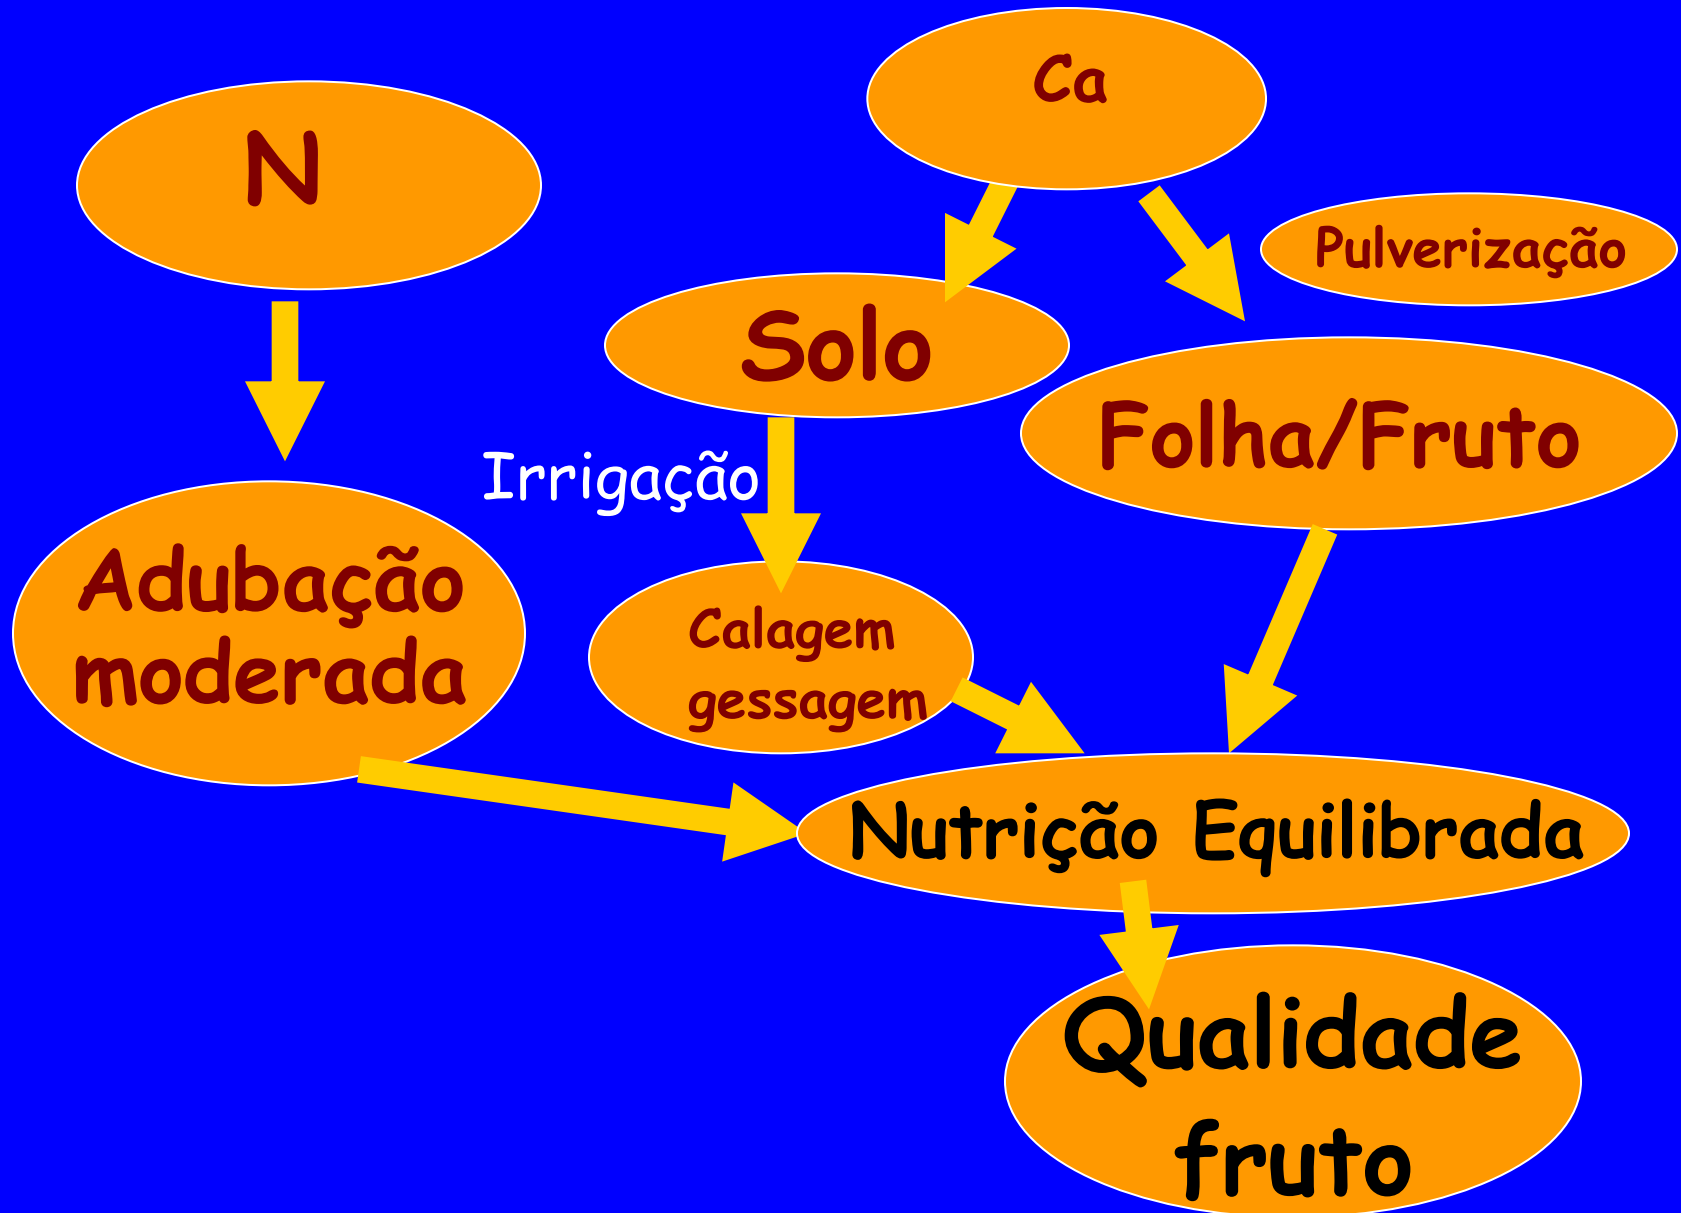 Ca
N
Pulverização
Solo
Folha/Fruto
Irrigação
Adubação
moderada
Calagem
gessagem
Nutrição Equilibrada
Qualidade
fruto